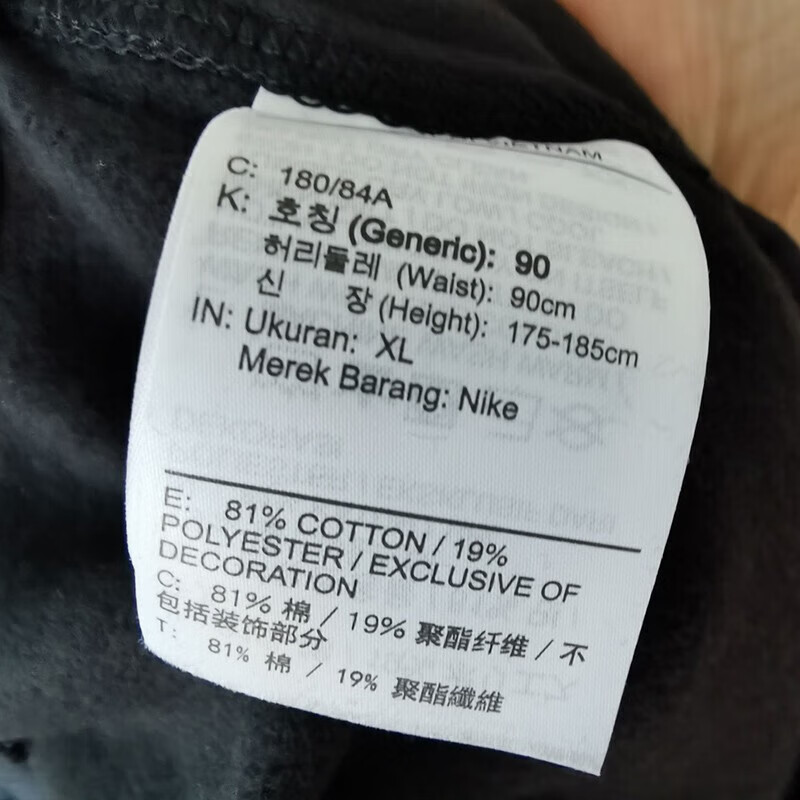 C: 180/84A
K: 호칭 (Generic): 90
허리둘레 (Waist): 90cm
신 장 (Height): 175-185cm
IN: Ukuran: XL
Merek Barang: Nike
E: 81% COTTON / 19%
POLYESTER / EXCLUSIVE OF
DECORATION
C: 81% 棉 / 19% 聚酯纤维 / 不
包括装饰部分
T: 81% 棉 / 19% 聚酯纖維